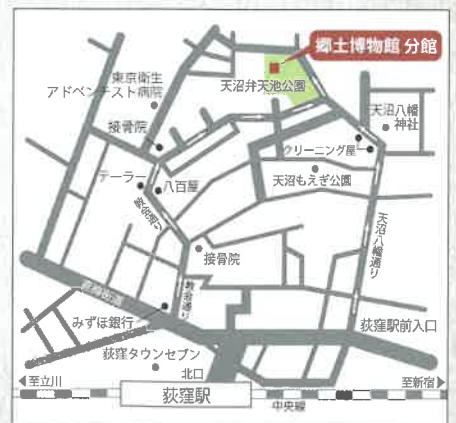 郷土博物館 分館
東京衛生
アドベンチスト病院
天沼弁天池公園
天沼八幡
神社
接骨院
クリーニング屋
テーラー
八百屋
天沼もえぎ公園
教会通り
天沼八幡通り
接骨院
青梅街道
教会通り
みずほ銀行
荻窪駅前入口
荻窪タウンセブン
北口
至立川
至新宿
荻窪駅
中央線